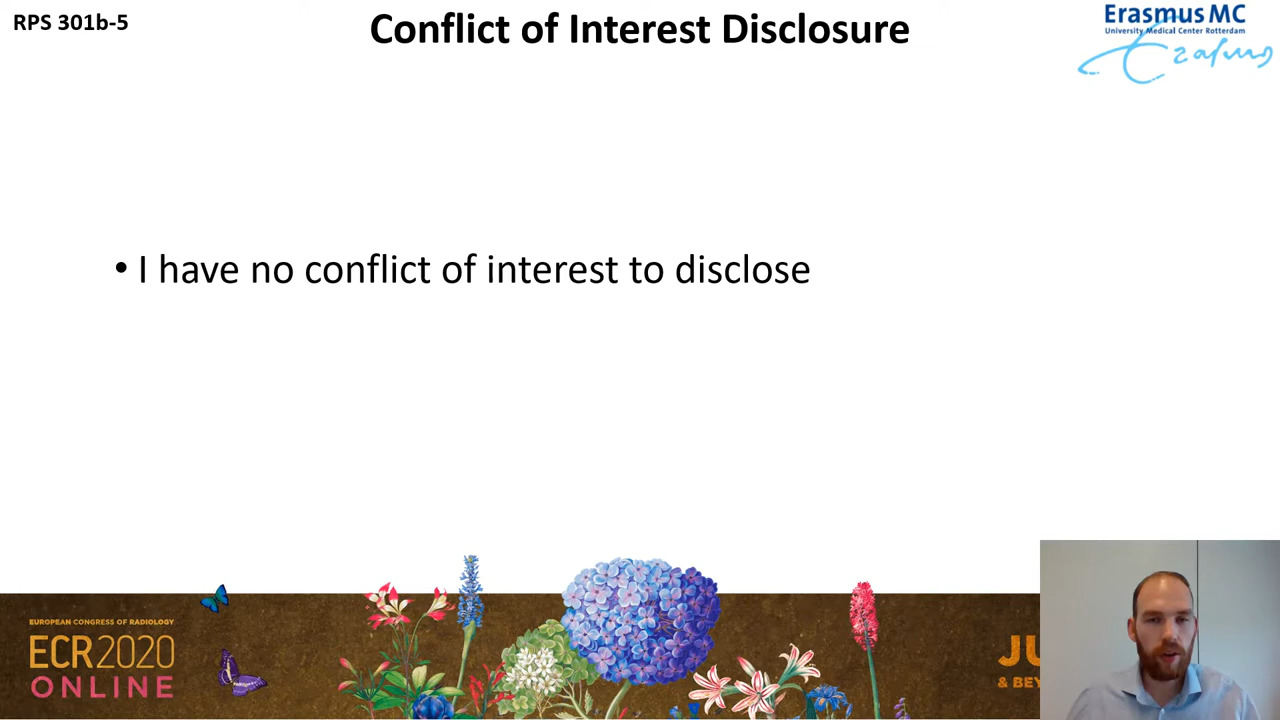 RPS 301b-5
Conflict of Interest Disclosure
Erasmus MC
University Medical Center Rotterdam
Erasmus
• I have no conflict of interest to disclose
EUROPEAN CONGRESS OF RADIOLOGY
ECR2020
ONLINE
JU
& BEY